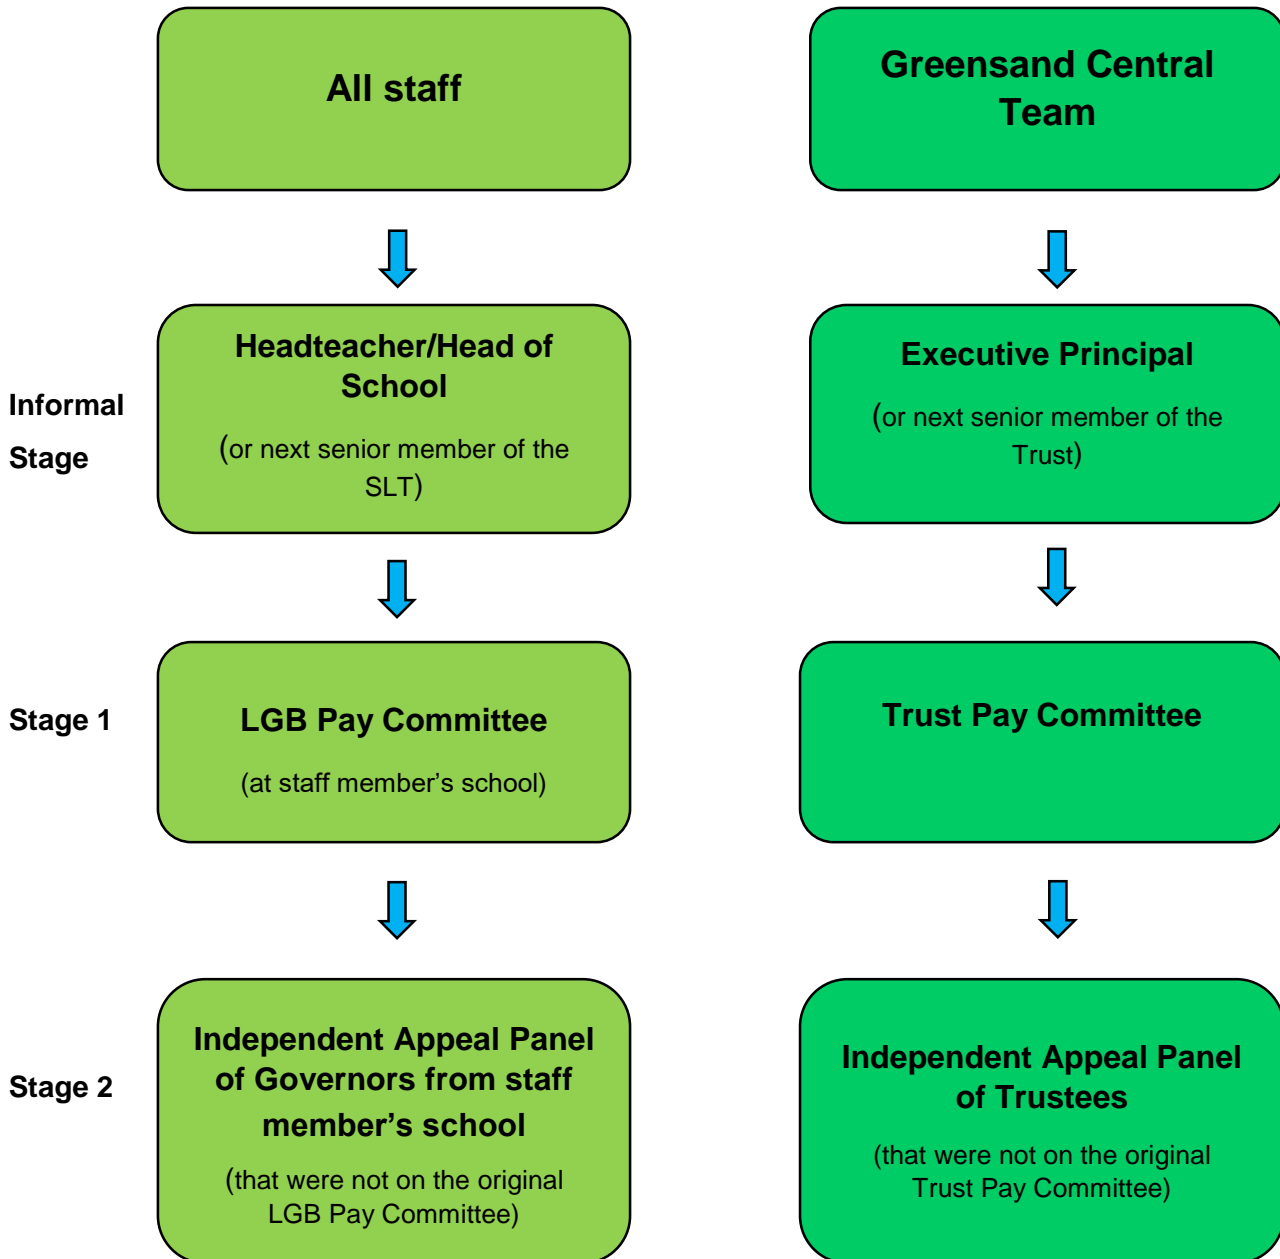 All staff
Greensand Central
Team
Informal
Stage
Headteacher/Head of
School
(or next senior member of the
SLT)
Executive Principal
(or next senior member of the
Trust)
Stage 1
LGB Pay Committee
(at staff member’s school)
Trust Pay Committee
Stage 2
Independent Appeal Panel
of Governors from staff
member’s school
(that were not on the original
LGB Pay Committee)
Independent Appeal Panel
of Trustees
(that were not on the original
Trust Pay Committee)